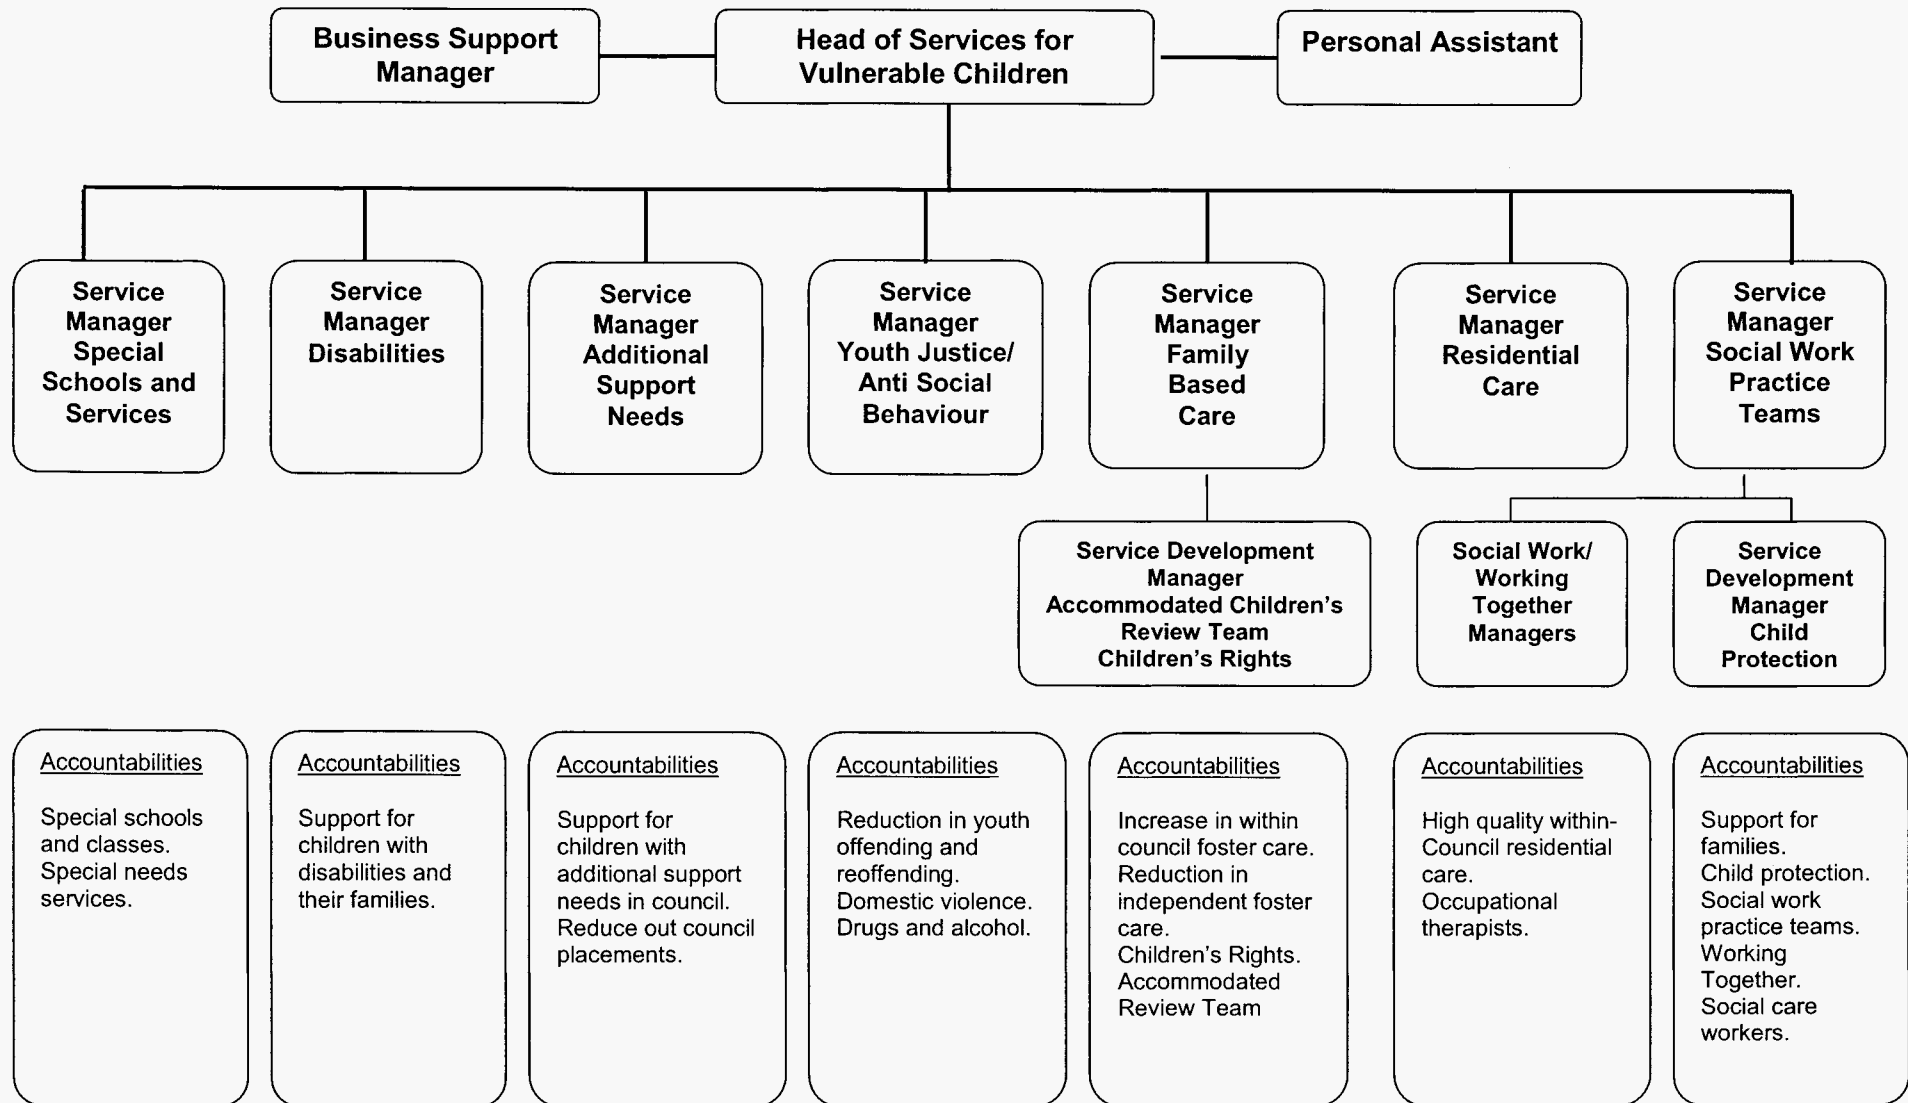 Business Support
Manager
Head of Services for
Vulnerable Children
Personal Assistant
Service
Manager
Special
Schools and
Services
Service
Manager
Disabilities
Service
Manager
Additional
Support
Needs
Service
Manager
Youth Justice/
Anti Social
Behaviour
Service
Manager
Family
Based
Care
Service
Manager
Residential
Care
Service
Manager
Social Work
Practice
Teams
Service Development
Manager
Accommodated Children's
Review Team
Children's Rights
Social Work/
Working
Together
Managers
Service
Development
Manager
Child
Protection
Accountabilities
Special schools
and classes.
Special needs
services.
Accountabilities
Support for
children with
disabilities and
their families.
Accountabilities
Support for
children with
additional support
needs in council.
Reduce out council
placements.
Accountabilities
Reduction in youth
offending and
reoffending.
Domestic violence.
Drugs and alcohol.
Accountabilities
Increase in within
council foster care.
Reduction in
independent foster
care.
Children's Rights.
Accommodated
Review Team
Accountabilities
High quality within-
Council residential
care.
Occupational
therapists.
Accountabilities
Support for
families.
Child protection.
Social work
practice teams.
Working
Together.
Social care
workers.